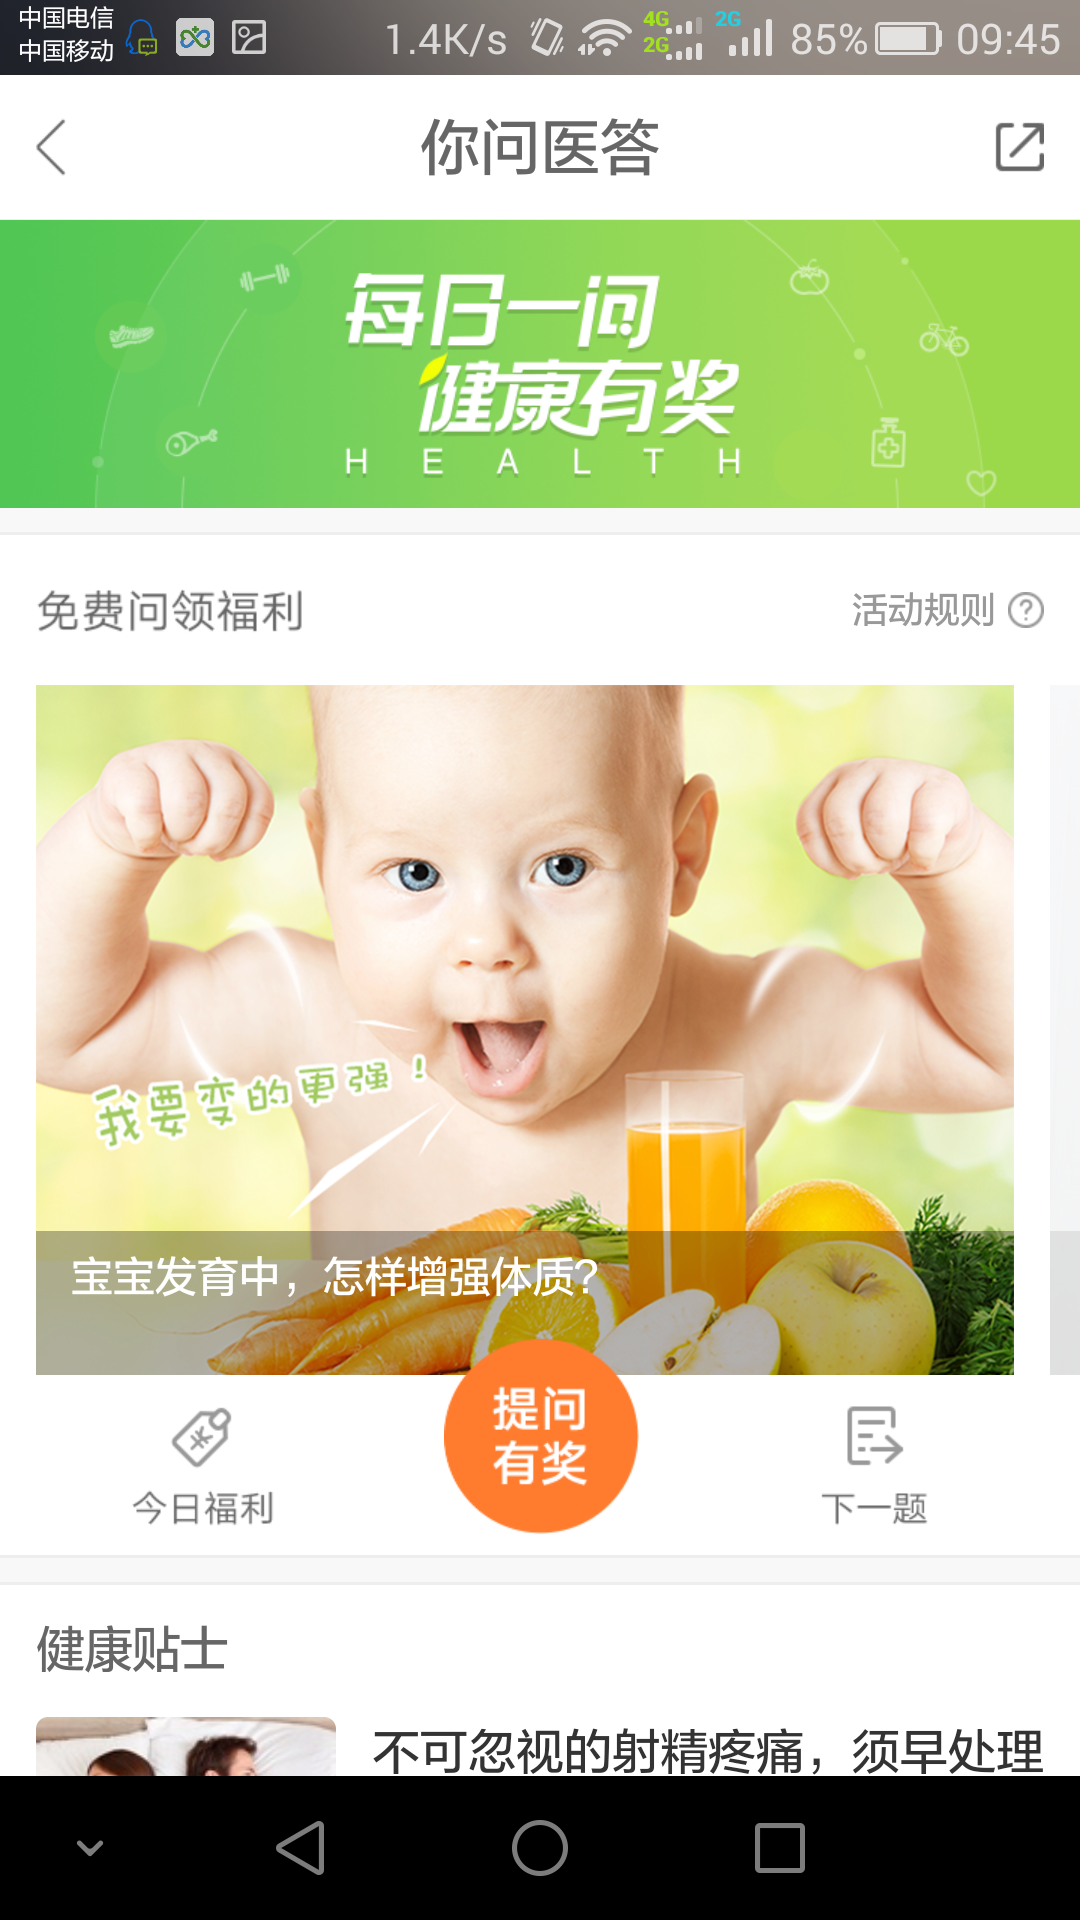 中国电信
中国移动
1.4K/s
4G
2G
2G
85%
09:45
你问医答
每日一问
健康有奖
HEALTH
免费问领福利
活动规则 ?
我要变的更强！
宝宝发育中，怎样增强体质?
提问
有奖
今日福利
下一题
健康贴士
不可忽视的射精疼痛，须早处理